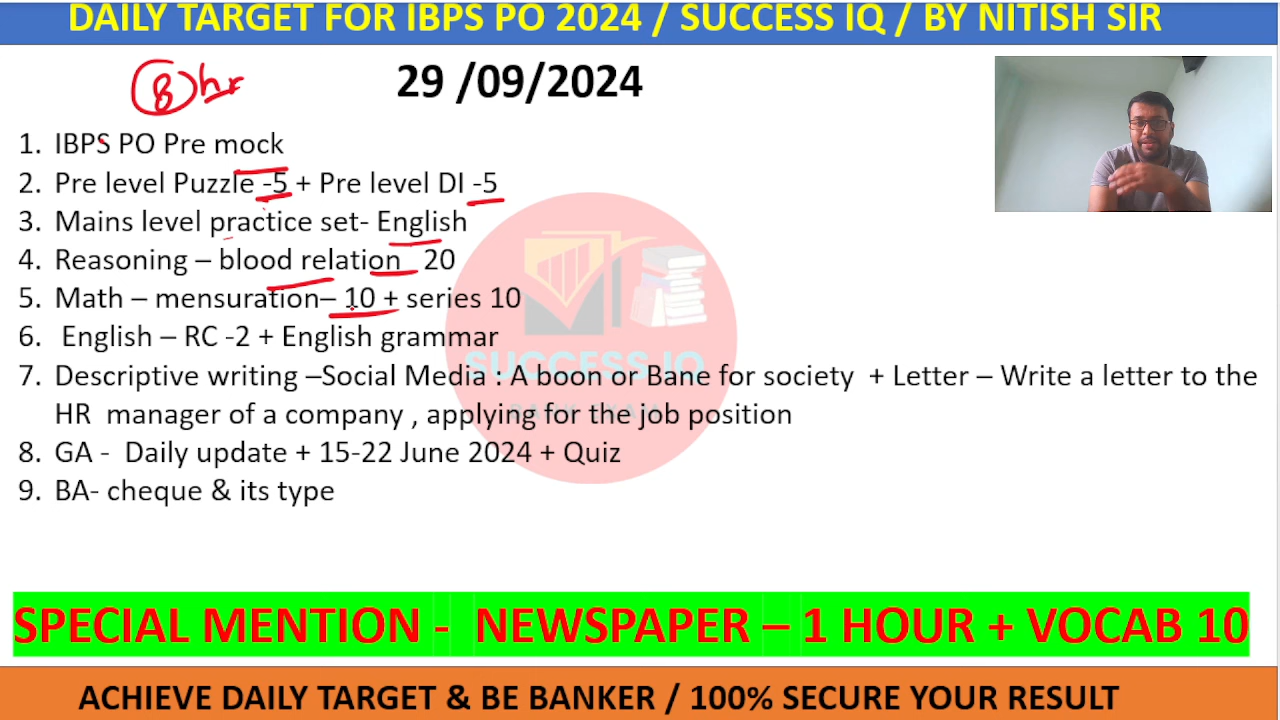 DAILY TARGET FOR IBPS PO 2024 / SUCCESS IQ / BY NITISH SIR
8 hr
29 /09/2024
1. IBPS PO Pre mock
2. Pre level Puzzle -5 + Pre level DI -5
3. Mains level practice set- English
4. Reasoning – blood relation 20
5. Math – mensuration– 10 + series 10
6. English – RC -2 + English grammar
7. Descriptive writing –Social Media : A boon or Bane for society + Letter – Write a letter to the
HR manager of a company , applying for the job position
8. GA - Daily update + 15-22 June 2024 + Quiz
9. BA- cheque & its type
SUCCESS IQ
SPECIAL MENTION - NEWSPAPER – 1 HOUR + VOCAB 10
ACHIEVE DAILY TARGET & BE BANKER / 100% SECURE YOUR RESULT